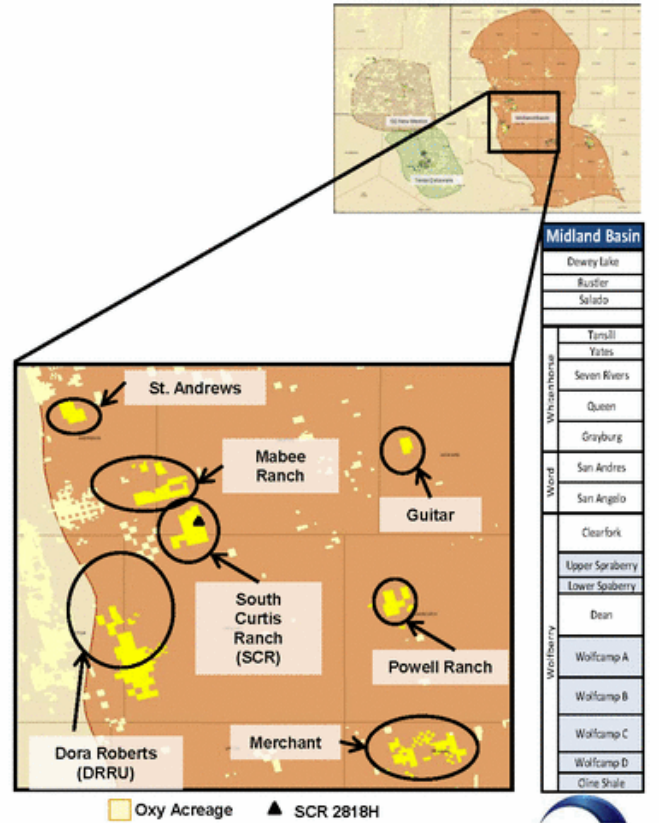 SE New Mexico
Midland Basin
Texas Delaware
Midland Basin
Dewey Lake
Rustler
Salado
Whitenhorse
Tansill
Yates
Seven Rivers
Queen
Grayburg
Word
San Andres
San Angelo
Wolfberry
Clearfork
Upper Spraberry
Lower Spaberry
Dean
Wolfcamp A
Wolfcamp B
Wolfcamp C
Wolfcamp D
Cline Shale
St. Andrews
Mabee
Ranch
Guitar
South
Curtis
Ranch
(SCR)
Powell Ranch
Merchant
Dora Roberts
(DRRU)
Oxy Acreage
SCR 2818H